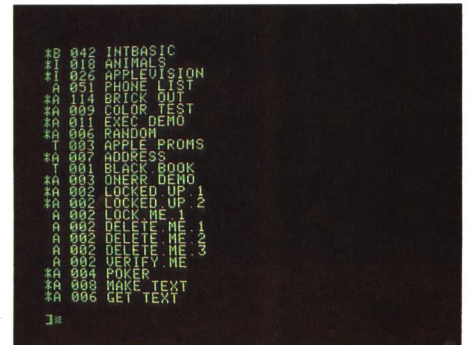 *B 042 INTBASIC
*I 018 ANIMALS
*I 026 APPLEVISION
A 051 PHONE LIST
*A 114 BRICK OUT
*A 009 COLOR TEST
*A 011 EXEC DEMO
*A 006 RANDOM
T 003 APPLE PROMS
*A 007 ADDRESS
T 001 BLACK BOOK
*A 003 ONERR DEMO
*A 002 LOCKED.UP.1
*A 002 LOCKED.UP.2
A 002 LOCK.ME.1
A 002 DELETE.ME.1
A 002 DELETE.ME.2
A 002 DELETE.ME.3
A 002 VERIFY.ME
*A 004 POKER
*A 008 MAKE TEXT
*A 006 GET TEXT
]